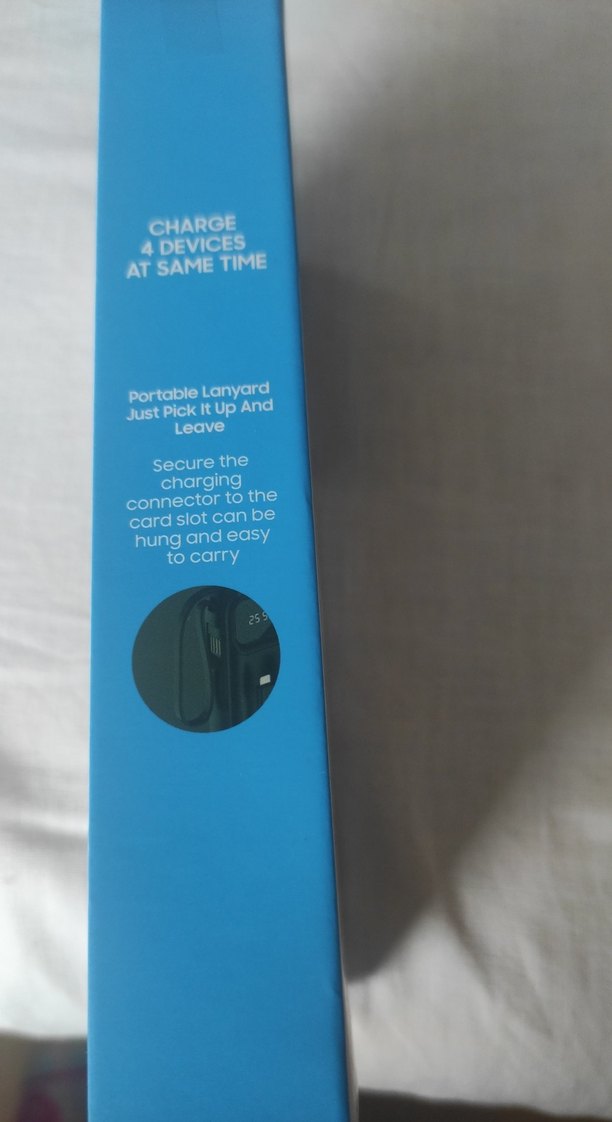 CHARGE
4 DEVICES
AT SAME TIME
Portable Lanyard
Just Pick It Up And
Leave
Secure the
charging
connector to the
card slot can be
hung and easy
to carry